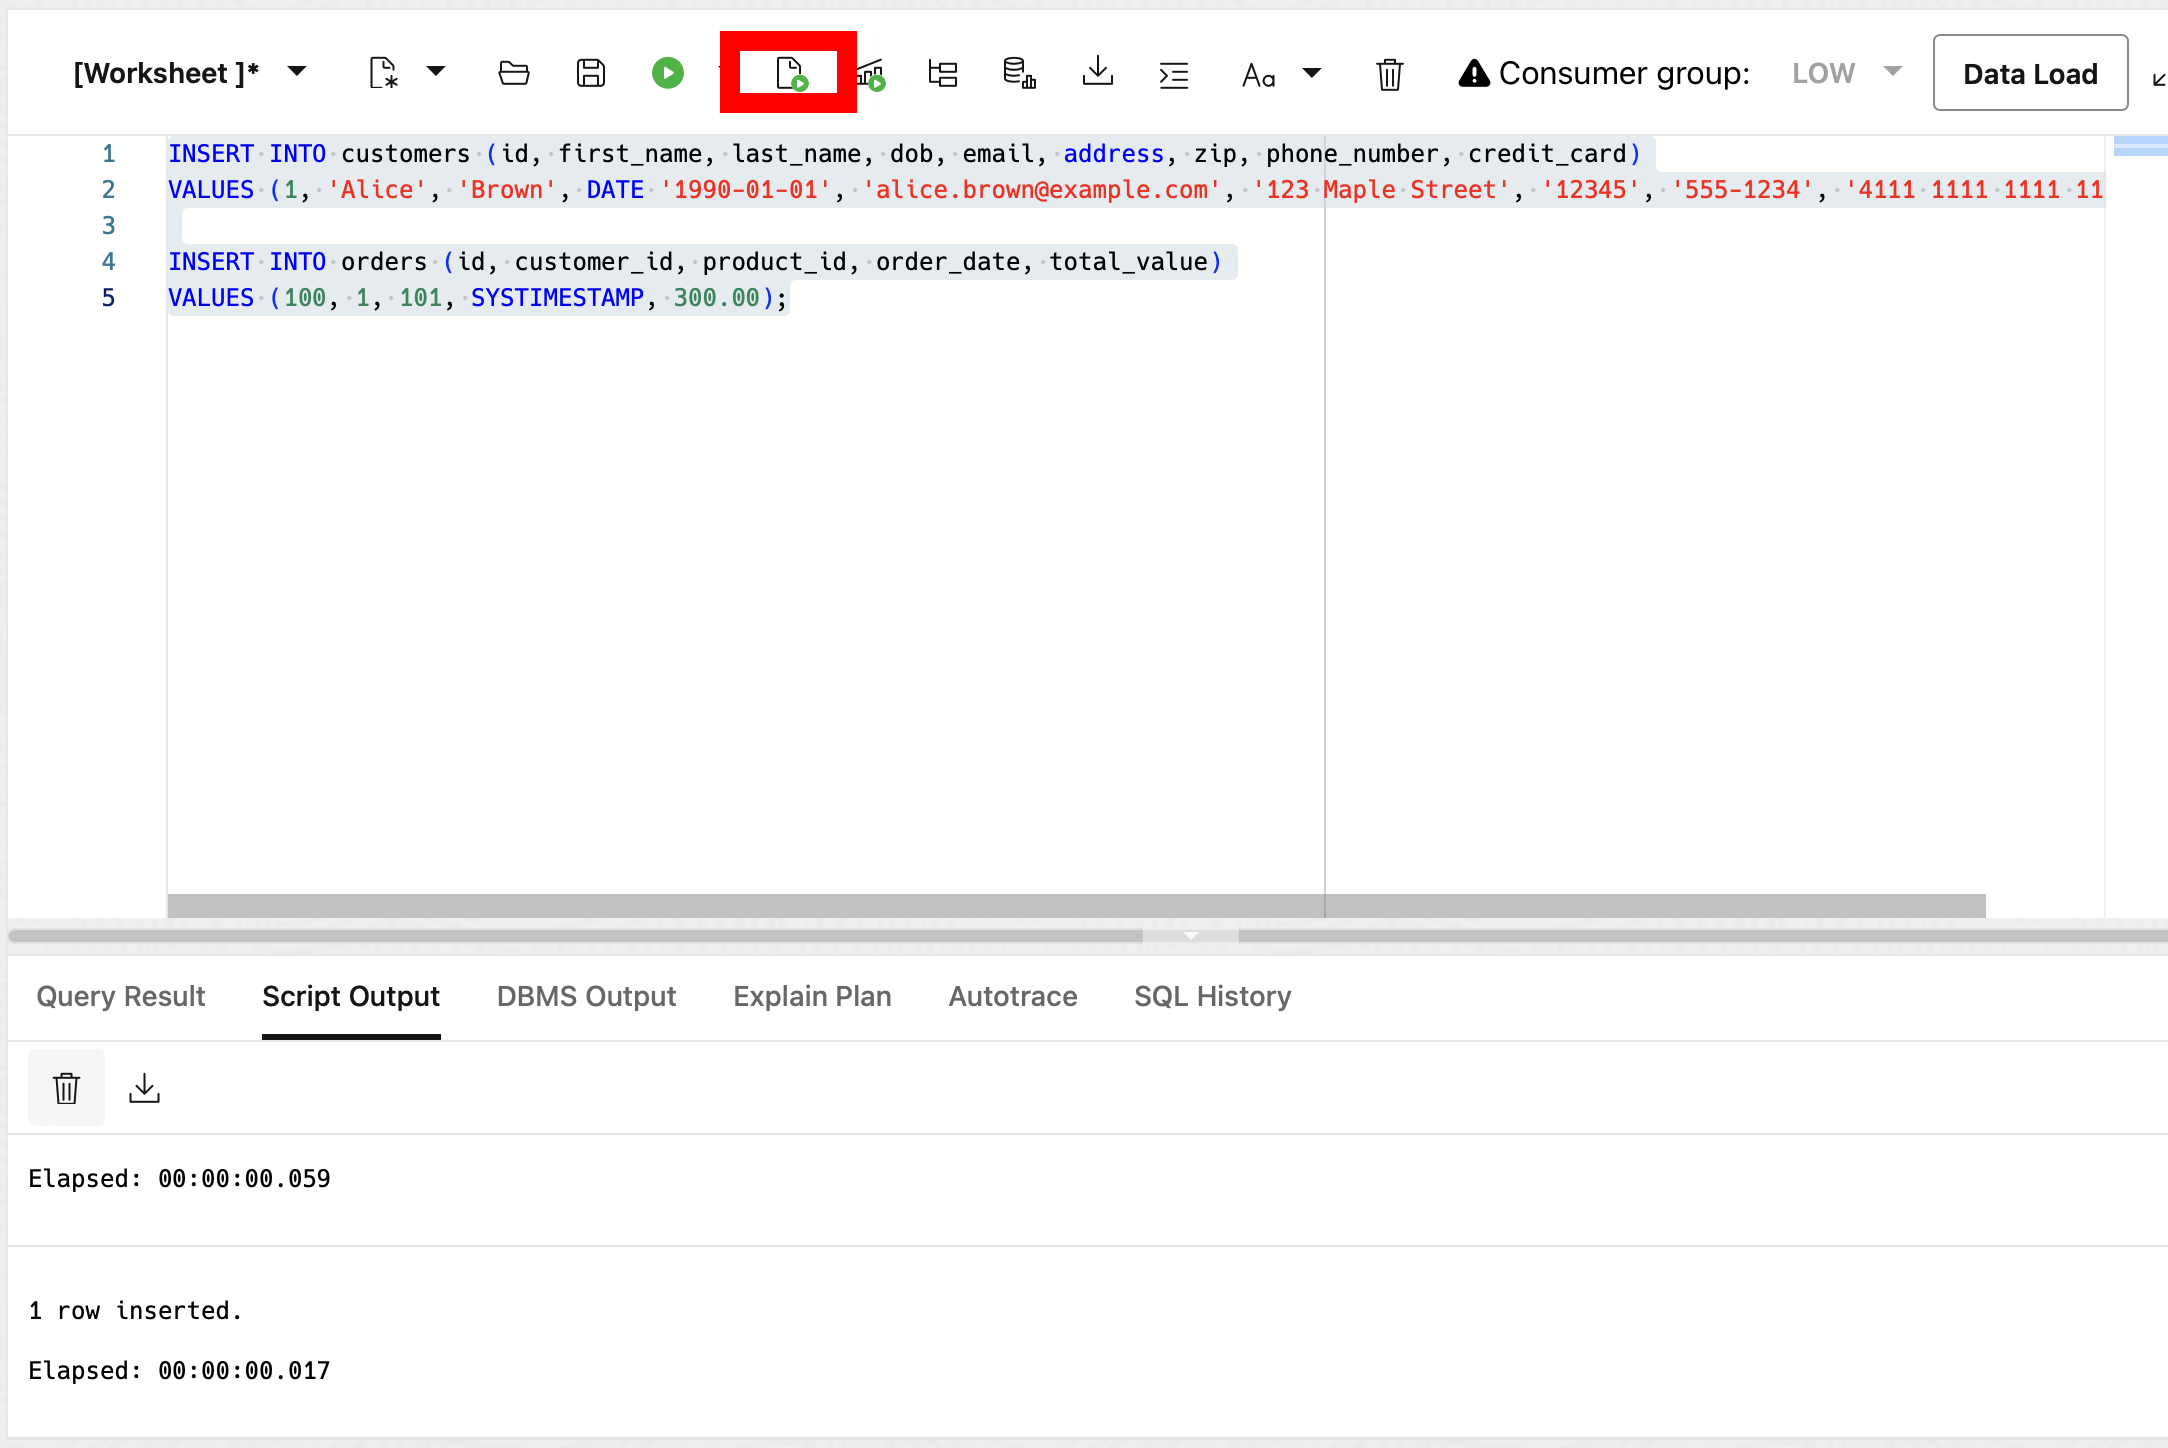 [Worksheet ]* Aa Consumer group: LOW Data Load
1 INSERT INTO customers (id, first_name, last_name, dob, email, address, zip, phone_number, credit_card)
2 VALUES (1, 'Alice', 'Brown', DATE '1990-01-01', 'alice.brown@example.com', '123 Maple Street', '12345', '555-1234', '4111 1111 1111 11
3
4 INSERT INTO orders (id, customer_id, product_id, order_date, total_value)
5 VALUES (100, 1, 101, SYSTIMESTAMP, 300.00);
Query Result Script Output DBMS Output Explain Plan Autotrace SQL History
Elapsed: 00:00:00.059
1 row inserted.
Elapsed: 00:00:00.017